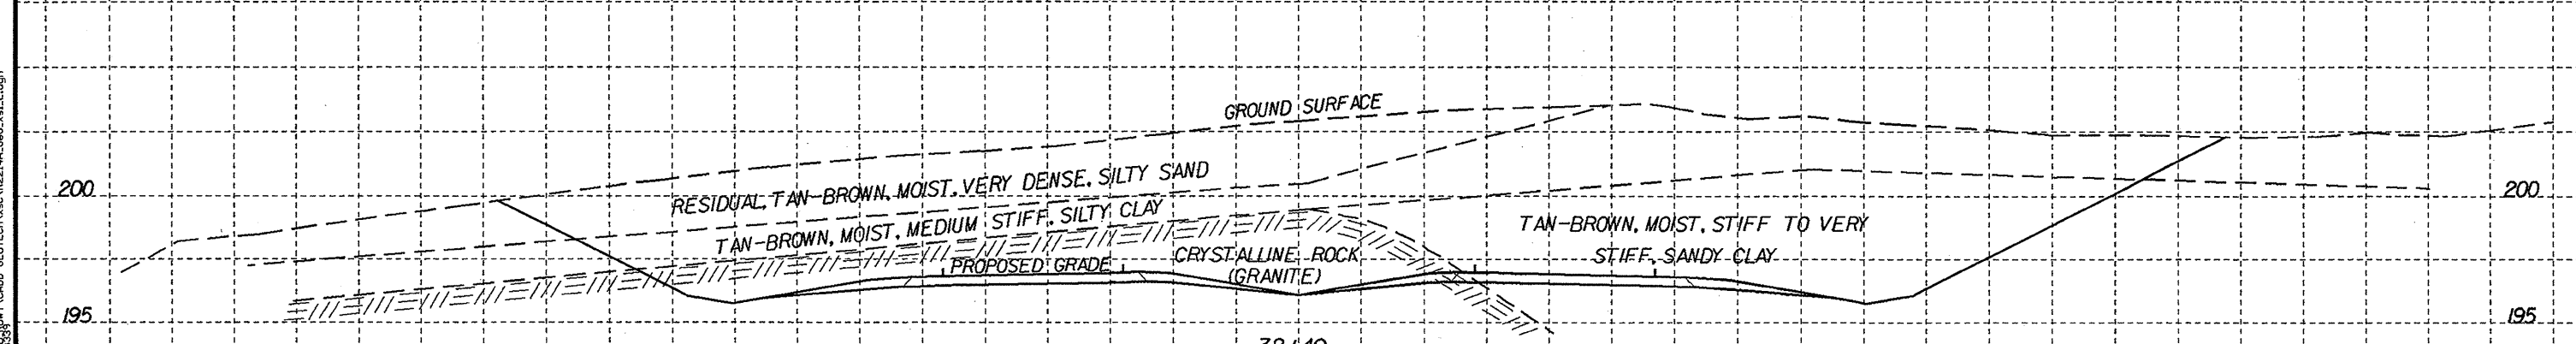 GROUND SURFACE
200
RESIDUAL, TAN-BROWN, MOIST, VERY DENSE, SILTY SAND
200
TAN-BROWN, MOIST, MEDIUM STIFF, SILTY CLAY
TAN-BROWN, MOIST, STIFF TO VERY
STIFF, SANDY CLAY
CRYSTALLINE ROCK
(GRANITE)
PROPOSED GRADE
195
195